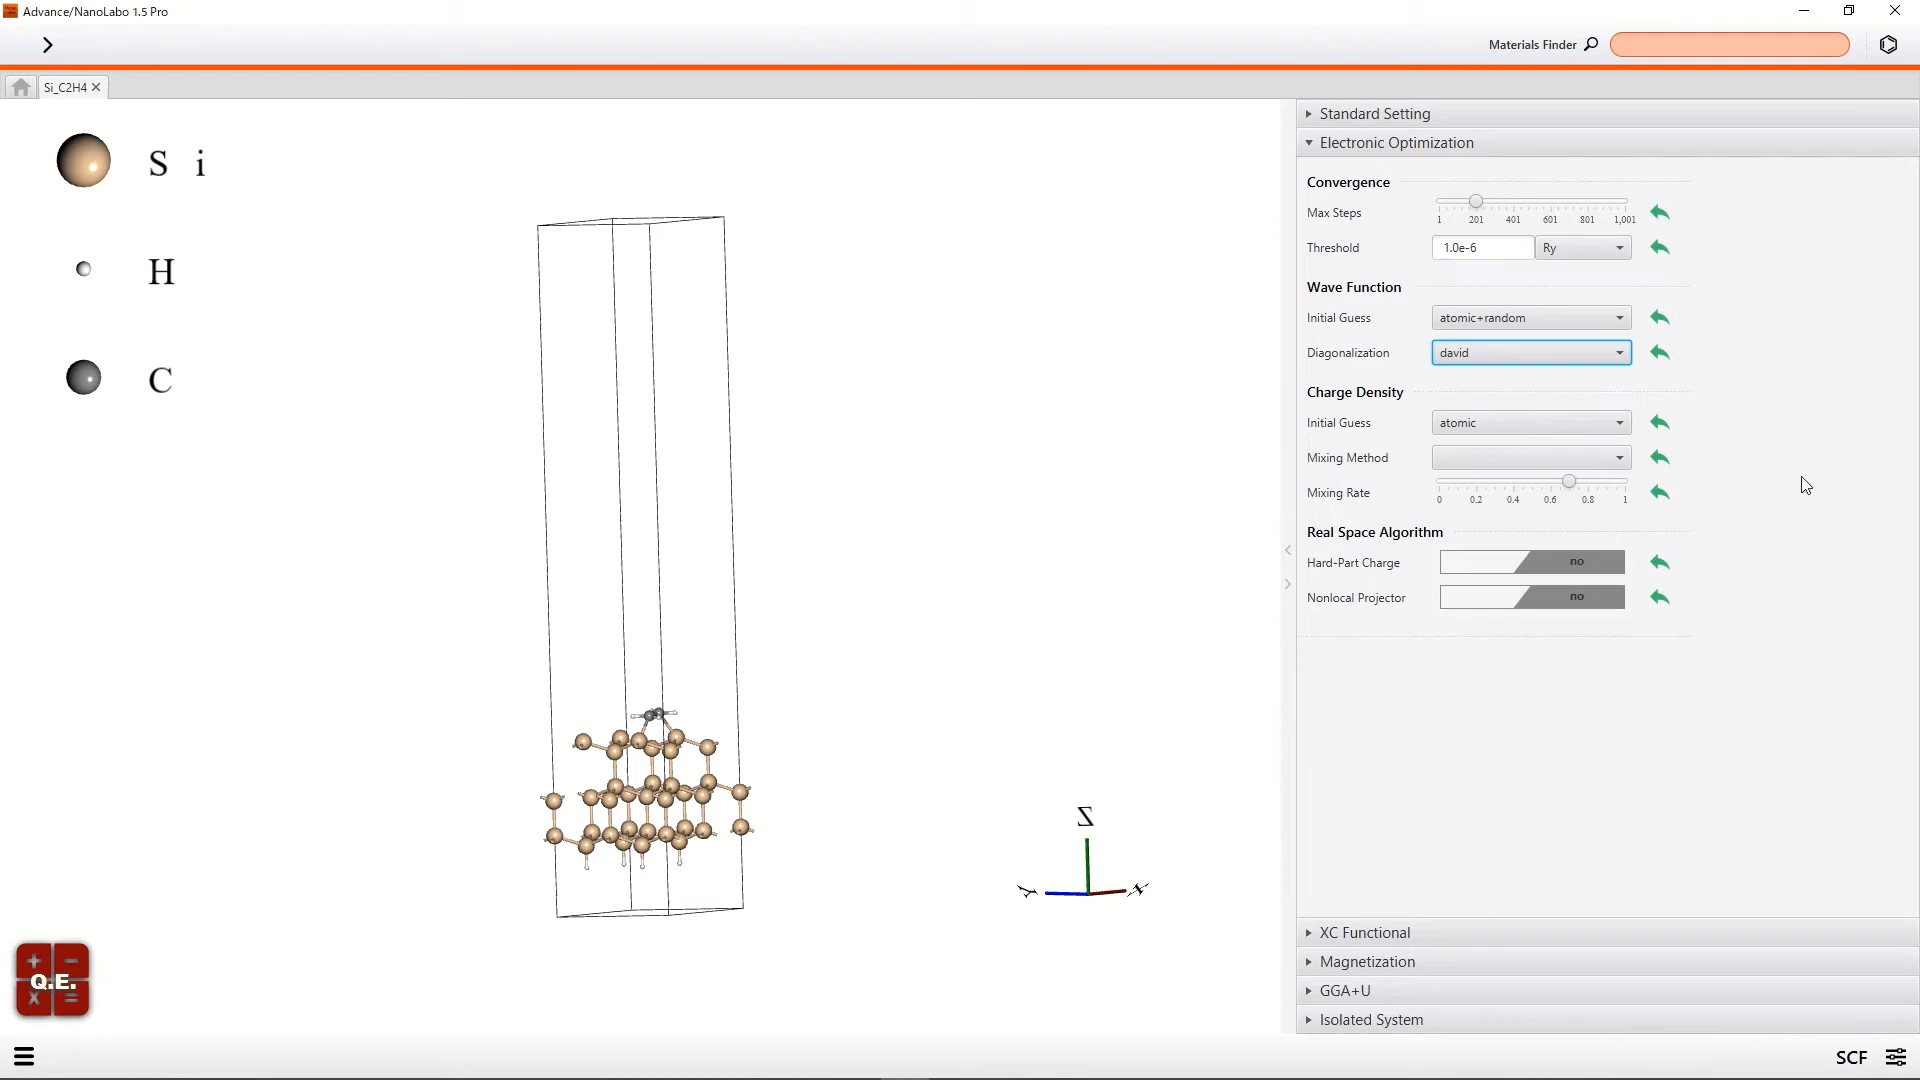 Advance/NanoLabo 1.5 Pro
Materials Finder
Si_C2H4
Si
H
C
Z
Y
X
Q.E.
Standard Setting
Electronic Optimization
Convergence
Max Steps
1 201 401 601 801 1,001
Threshold 1.0e-6 Ry
Wave Function
Initial Guess atomic+random
Diagonalization david
Charge Density
Initial Guess atomic
Mixing Method
Mixing Rate
0 0.2 0.4 0.6 0.8 1
Real Space Algorithm
Hard-Part Charge no
Nonlocal Projector no
XC Functional
Magnetization
GGA+U
Isolated System
SCF